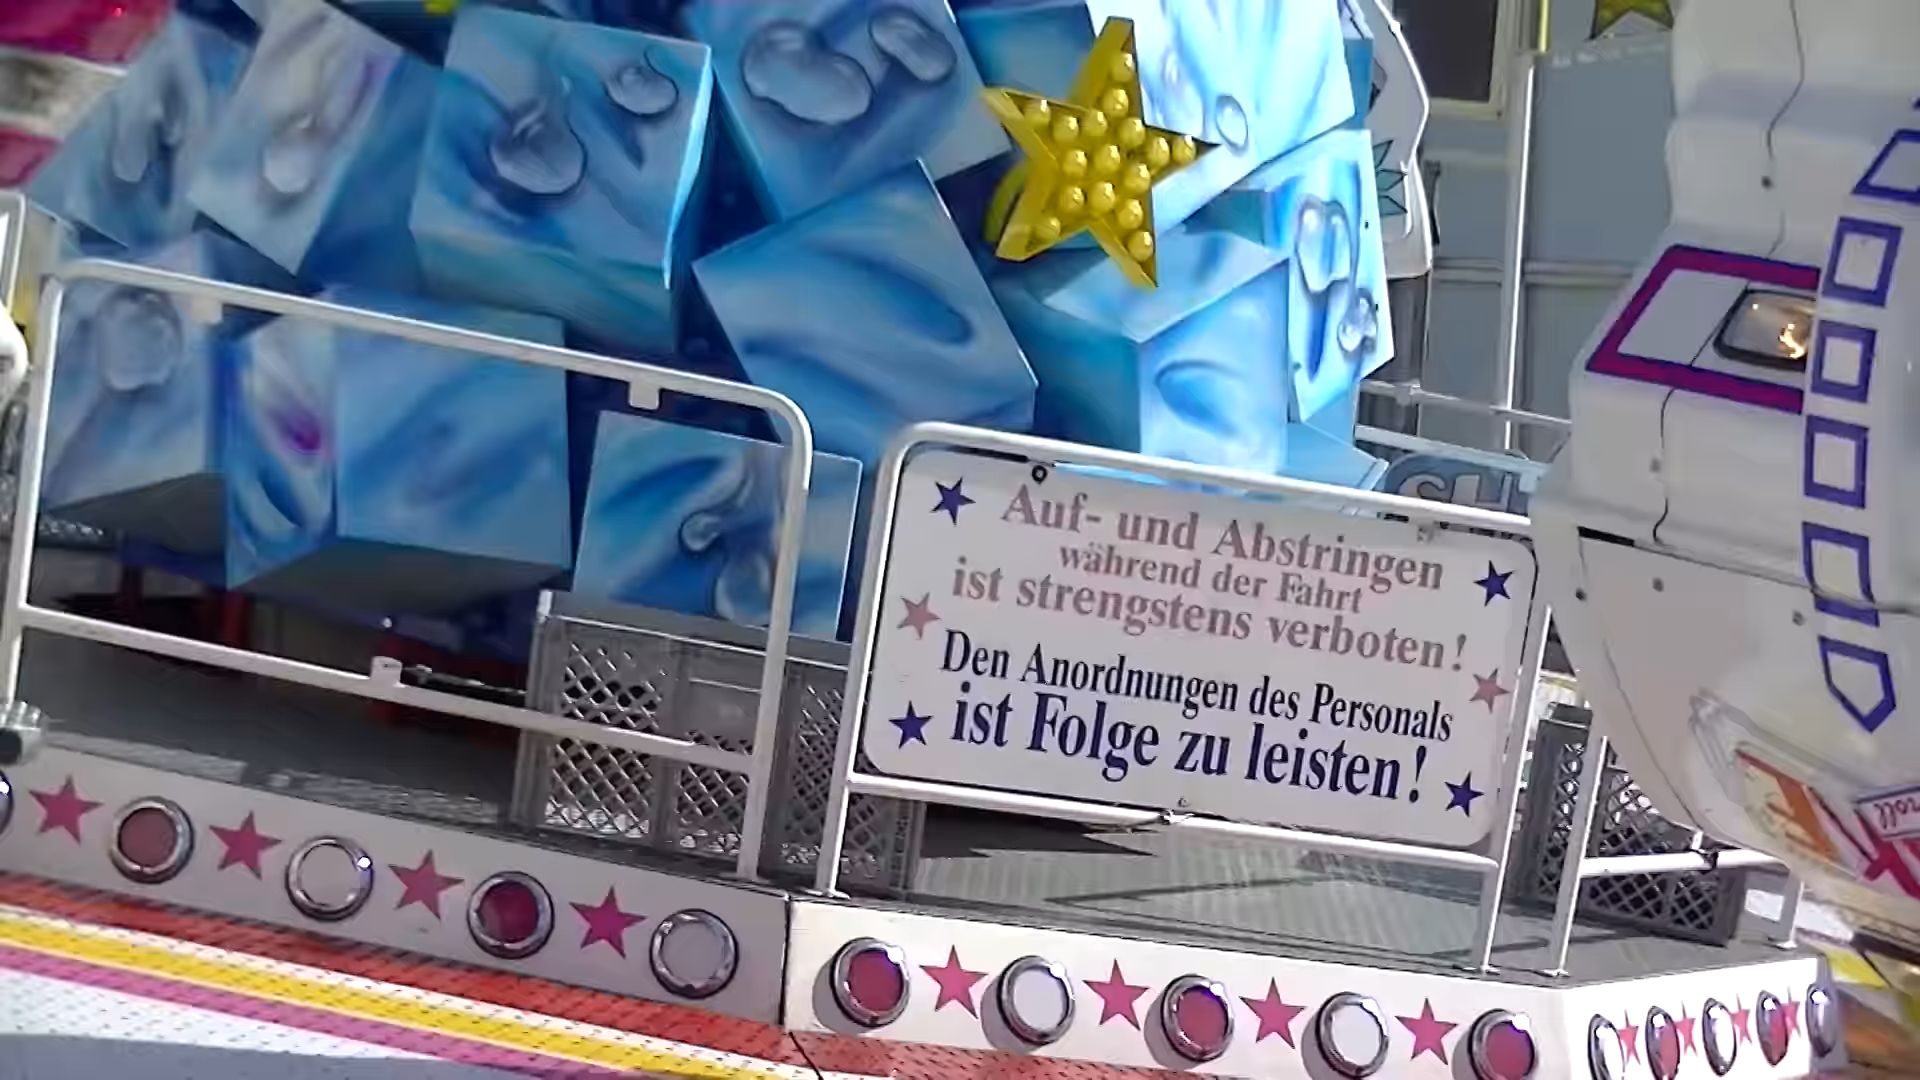 Auf- und Abstringen
während der Fahrt
ist strengstens verboten!
Den Anordnungen des Personals
ist Folge zu leisten!